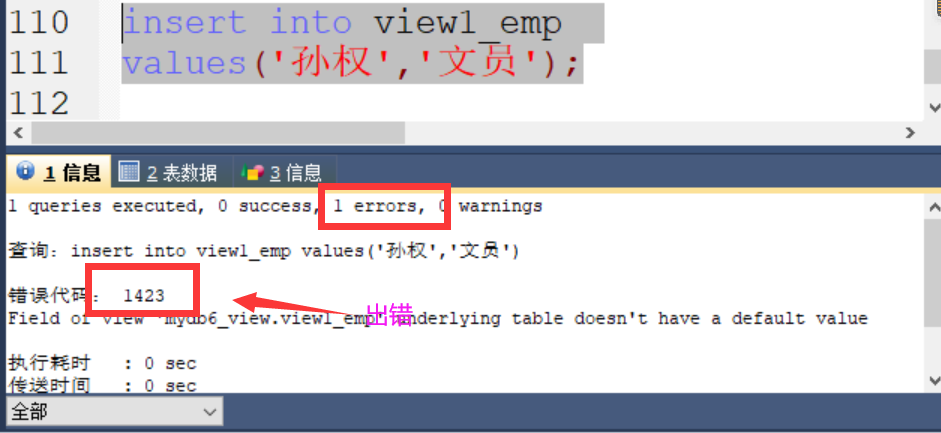 110 insert into view1_emp
111 values('孙权','文员');
112
1 信息 2 表数据 3 信息
1 queries executed, 0 success, 1 errors, 0 warnings
查询: insert into view1_emp values('孙权','文员')
错误代码: 1423
出错
Field of view 'mydb6_view.view1_emp' underlying table doesn't have a default value
执行耗时 : 0 sec
传送时间 : 0 sec
全部